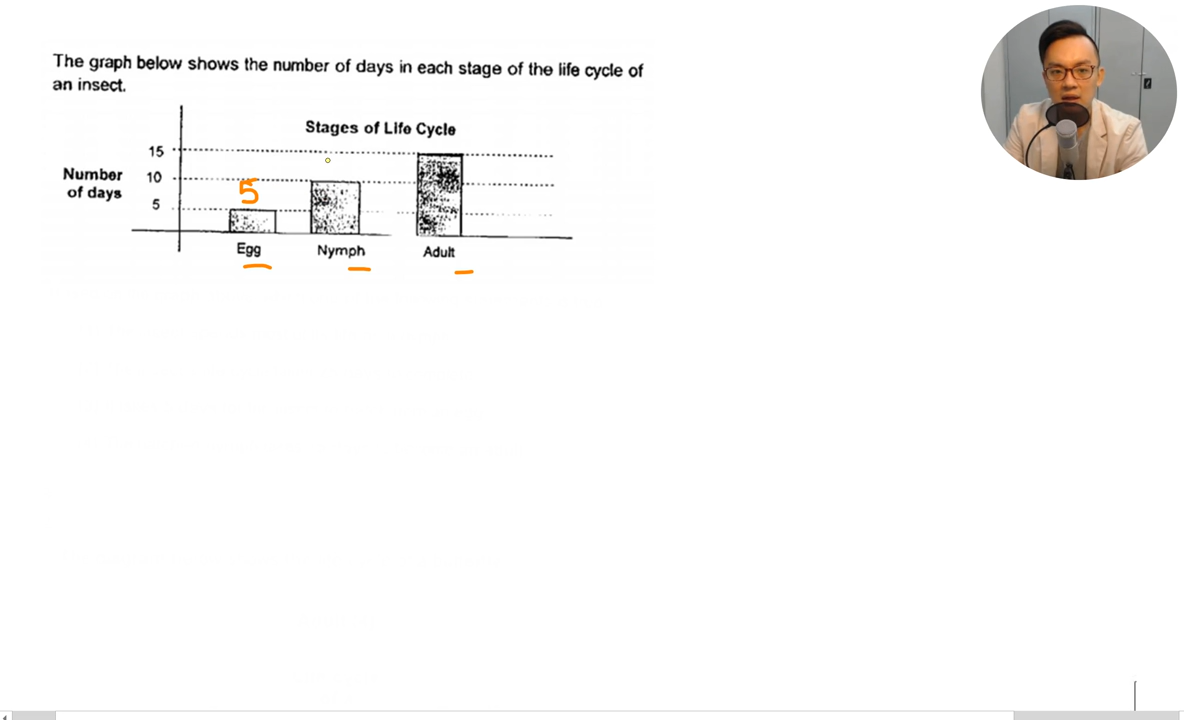 The graph below shows the number of days in each stage of the life cycle of
an insect.
Stages of Life Cycle
15
Number
of days
10
5
5
Egg
Nymph
Adult